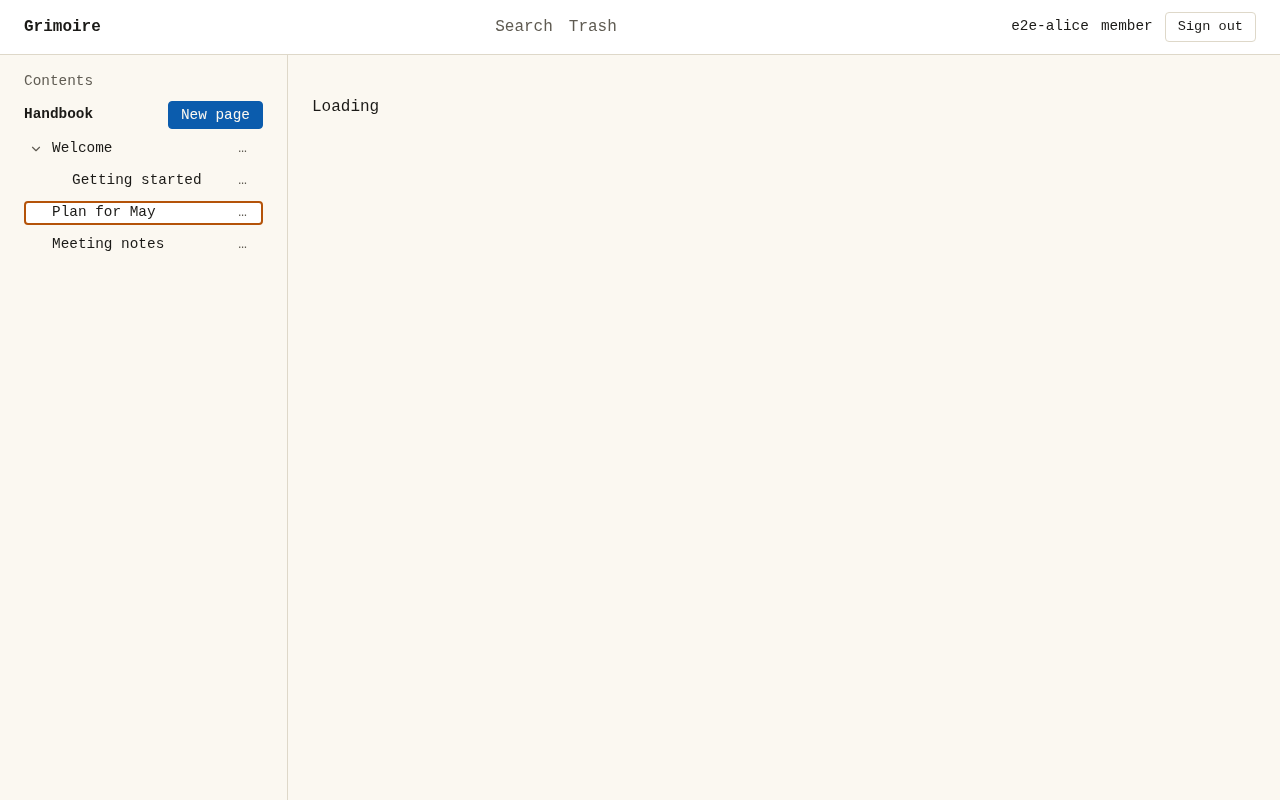 Grimoire
Search Trash
e2e-alice member Sign out
Contents
Handbook New page
Welcome …
Getting started …
Plan for May …
Meeting notes …
Loading